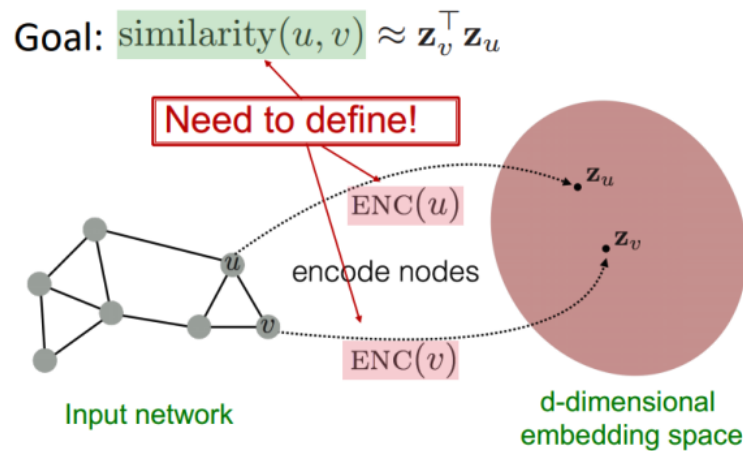 Goal: similarity(u, v) ≈ z_v^⊤ z_u
Need to define!
z_u
ENC(u)
z_v
u
encode nodes
v
ENC(v)
Input network
d-dimensional
embedding space